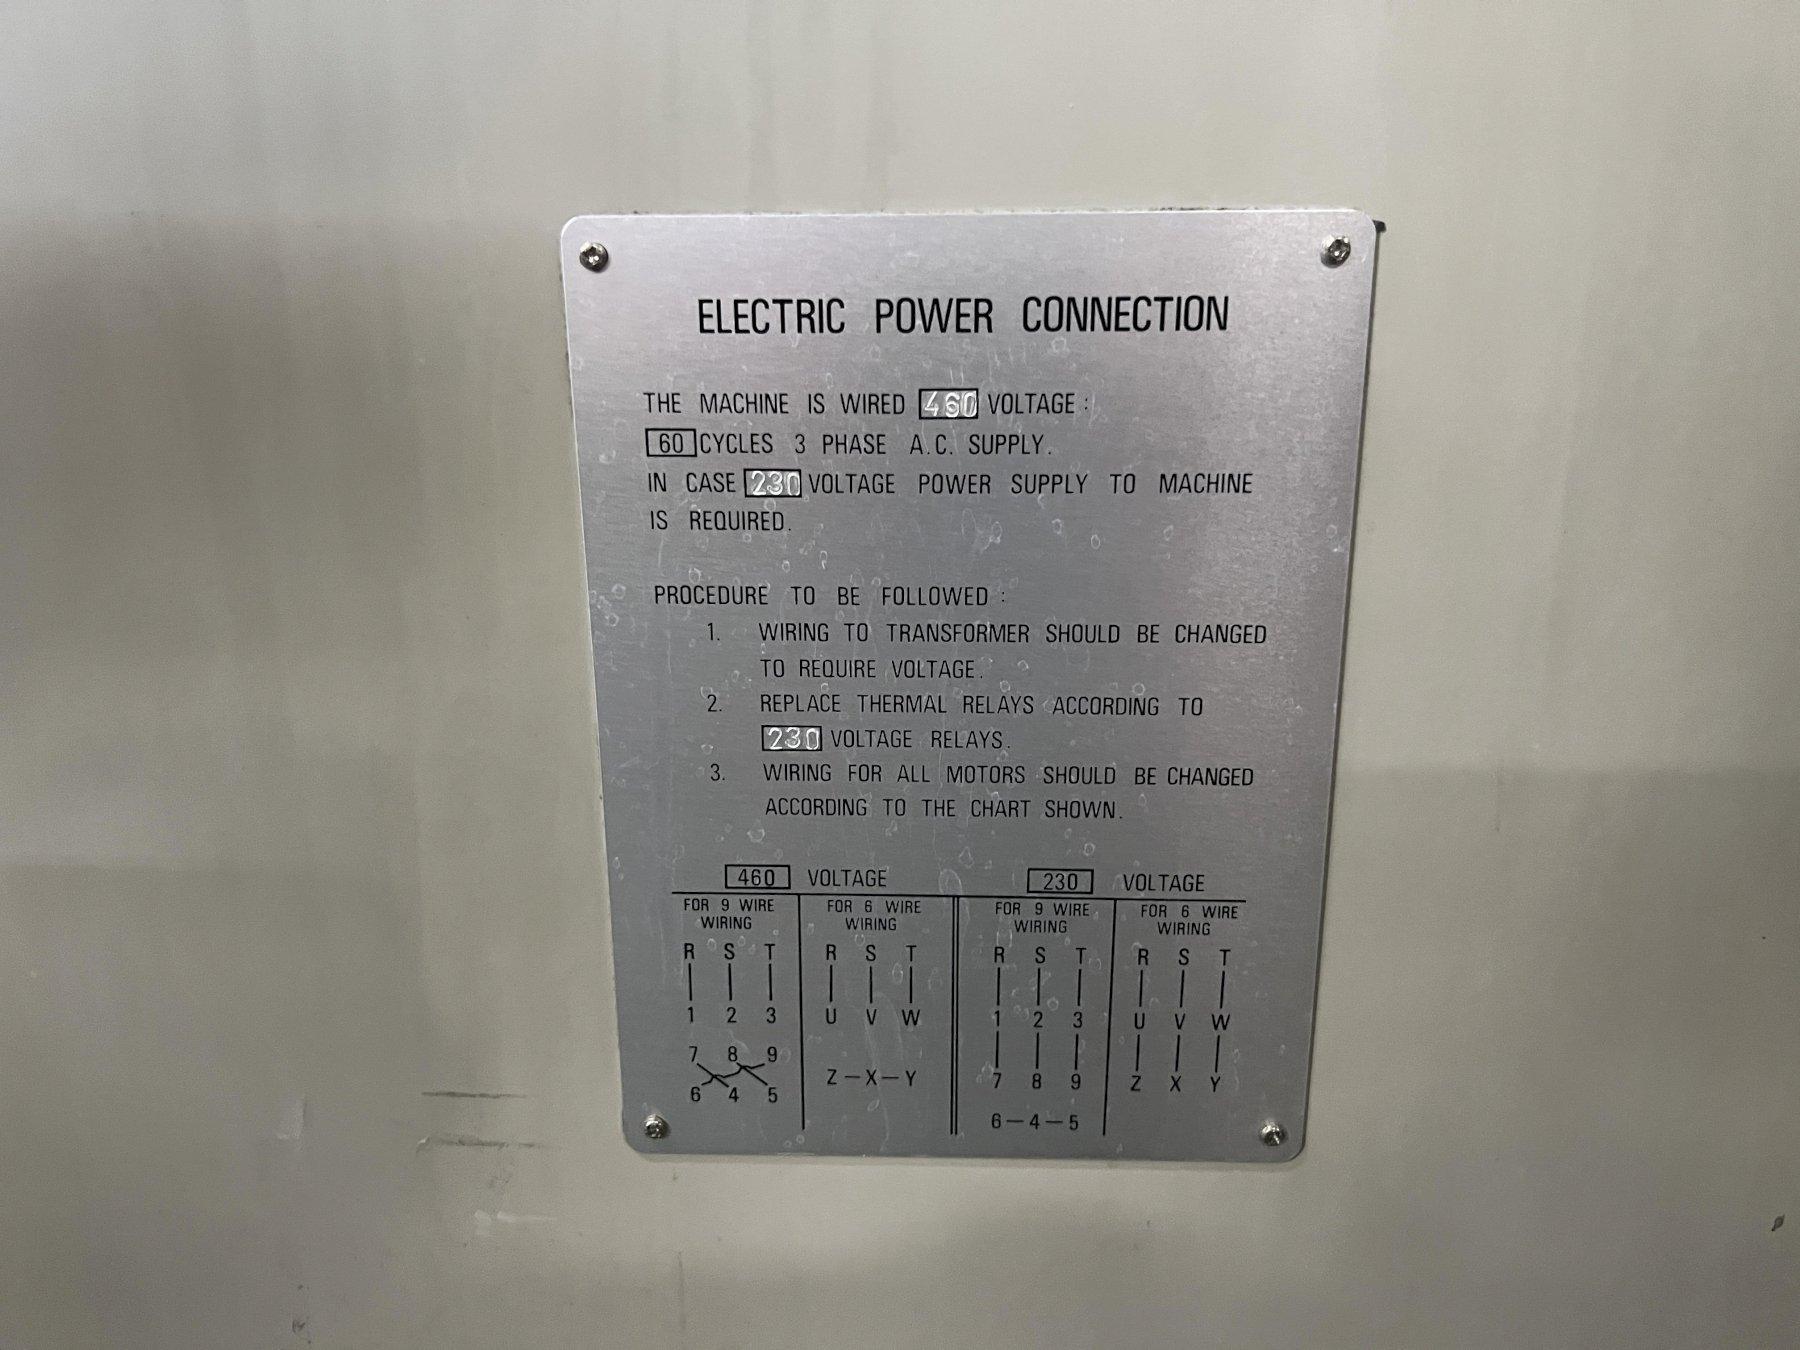 ELECTRIC POWER CONNECTION
THE MACHINE IS WIRED 460 VOLTAGE :
60 CYCLES 3 PHASE A.C. SUPPLY.
IN CASE 230 VOLTAGE POWER SUPPLY TO MACHINE
IS REQUIRED.
PROCEDURE TO BE FOLLOWED :
1. WIRING TO TRANSFORMER SHOULD BE CHANGED
TO REQUIRE VOLTAGE.
2. REPLACE THERMAL RELAYS ACCORDING TO
230 VOLTAGE RELAYS.
3. WIRING FOR ALL MOTORS SHOULD BE CHANGED
ACCORDING TO THE CHART SHOWN.
460 VOLTAGE 230 VOLTAGE
FOR 9 WIRE FOR 6 WIRE FOR 9 WIRE FOR 6 WIRE
WIRING WIRING WIRING WIRING
R S T R S T R S T R S T
1 2 3 U V W 1 2 3 U V W
7 8 9 Z-X-Y 7 8 9 Z X Y
6 4 5 6-4-5